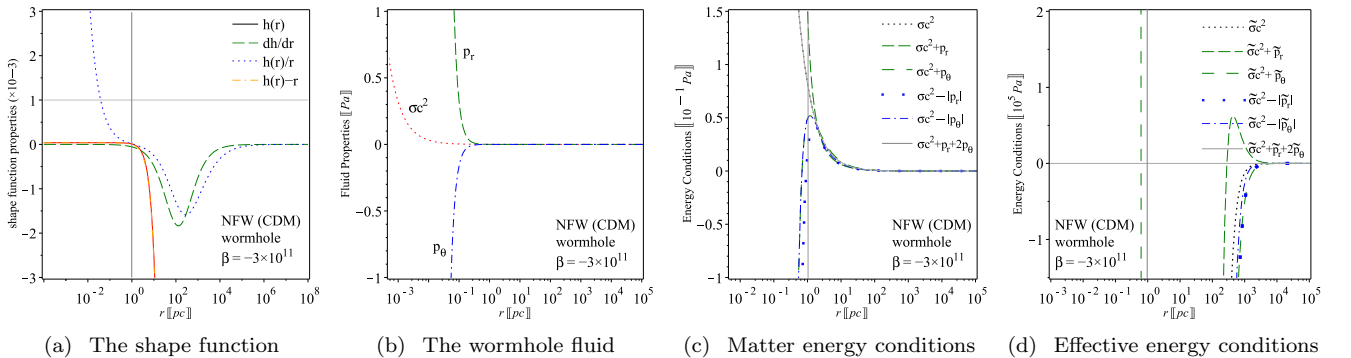 3
2
1
0
−1
−2
−3
shape function properties (×10−3)
h(r)
dh/dr
h(r)/r
h(r)−r
NFW (CDM)
wormhole
β = −3×10¹¹
10⁻² 10⁰ 10² 10⁴ 10⁶ 10⁸
r ⟦pc⟧
(a) The shape function
1
0.5
0
−0.5
−1
Fluid Properties ⟦Pa⟧
p_r
σc²
p_θ
NFW (CDM)
wormhole
β = −3×10¹¹
10⁻³ 10⁻¹ 10⁰ 10¹ 10² 10³ 10⁴ 10⁵
r ⟦pc⟧
(b) The wormhole fluid
1.5
1
0.5
0
−0.5
−1
Energy Conditions ⟦10⁻¹ Pa⟧
σc²
σc²+p_r
σc²+p_θ
σc²−|p_r|
σc²−|p_θ|
σc²+p_r+2p_θ
NFW (CDM)
wormhole
β = −3×10¹¹
10⁻² 10⁰ 10¹ 10² 10³ 10⁴ 10⁵
r ⟦pc⟧
(c) Matter energy conditions
2
1
0
−1
Energy Conditions ⟦10⁵ Pa⟧
σ̃c²
σ̃c²+p̃_r
σ̃c²+p̃_θ
σ̃c²−|p̃_r|
σ̃c²−|p̃_θ|
σ̃c²+p̃_r+2p̃_θ
NFW (CDM)
wormhole
β = −3×10¹¹
10⁻³ 10⁻¹ 10⁰ 10¹ 10² 10³ 10⁴ 10⁵
r ⟦pc⟧
(d) Effective energy conditions